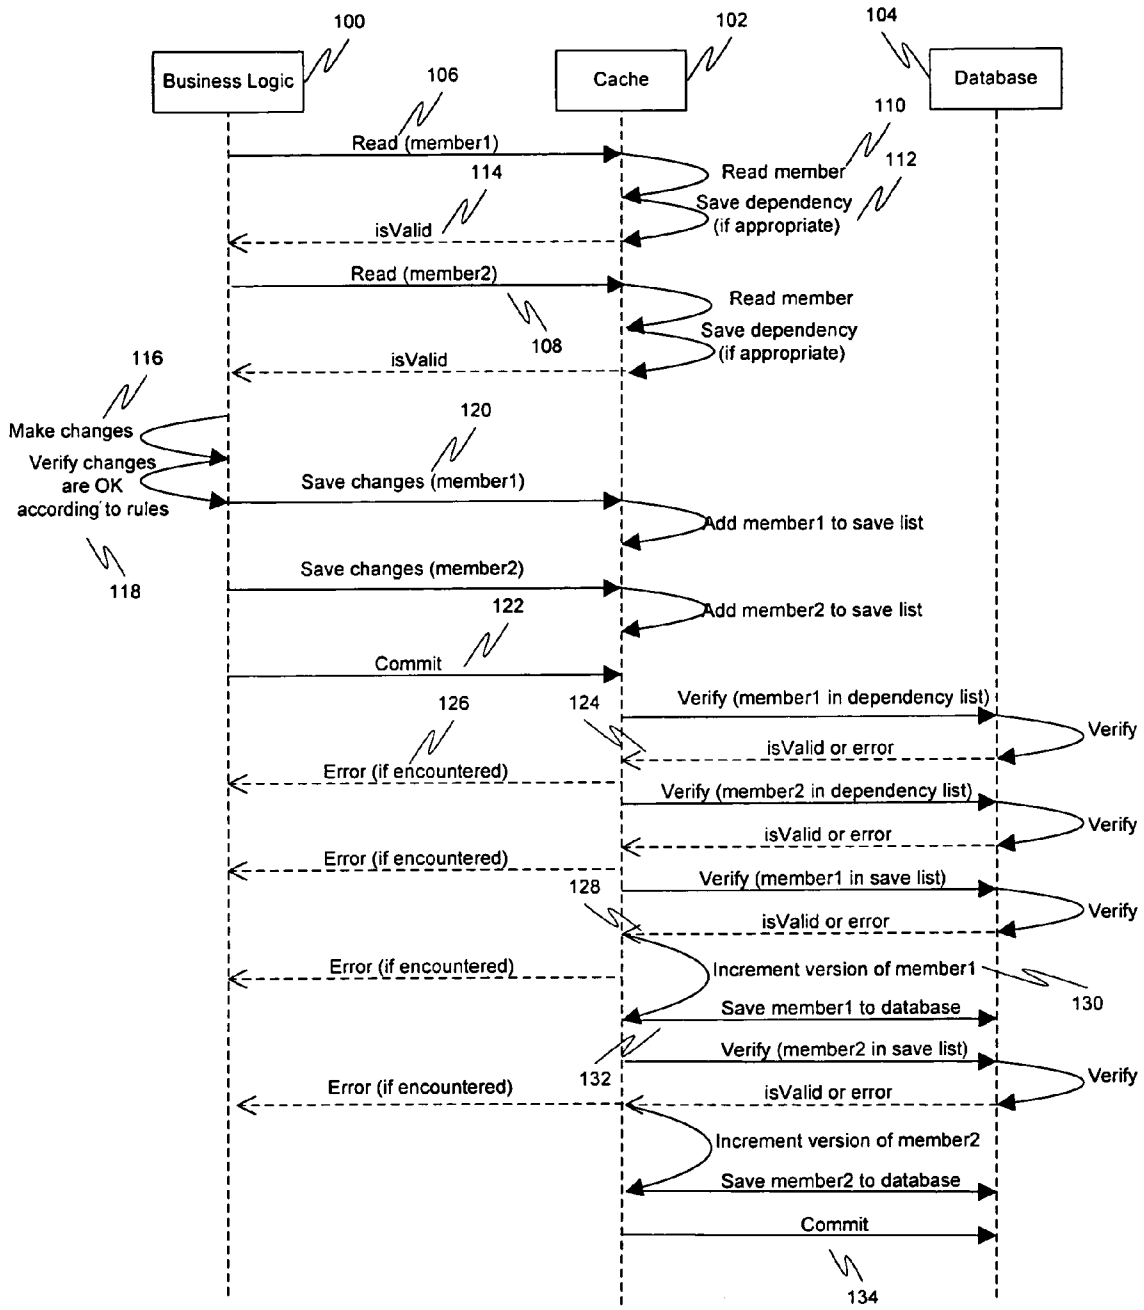 100
102
104
Business Logic
Cache
Database
106
110
Read (member1)
Read member
112
114
Save dependency
(if appropriate)
isValid
Read (member2)
Read member
108
Save dependency
(if appropriate)
isValid
116
120
Make changes
Verify changes
are OK
according to rules
Save changes (member1)
Add member1 to save list
118
Save changes (member2)
Add member2 to save list
122
Commit
Verify (member1 in dependency list)
124
126
Verify
isValid or error
Error (if encountered)
Verify (member2 in dependency list)
Verify
isValid or error
Error (if encountered)
Verify (member1 in save list)
128
Verify
isValid or error
Increment version of member1
Error (if encountered)
130
Save member1 to database
Verify (member2 in save list)
132
Verify
Error (if encountered)
isValid or error
Increment version of member2
Save member2 to database
Commit
134